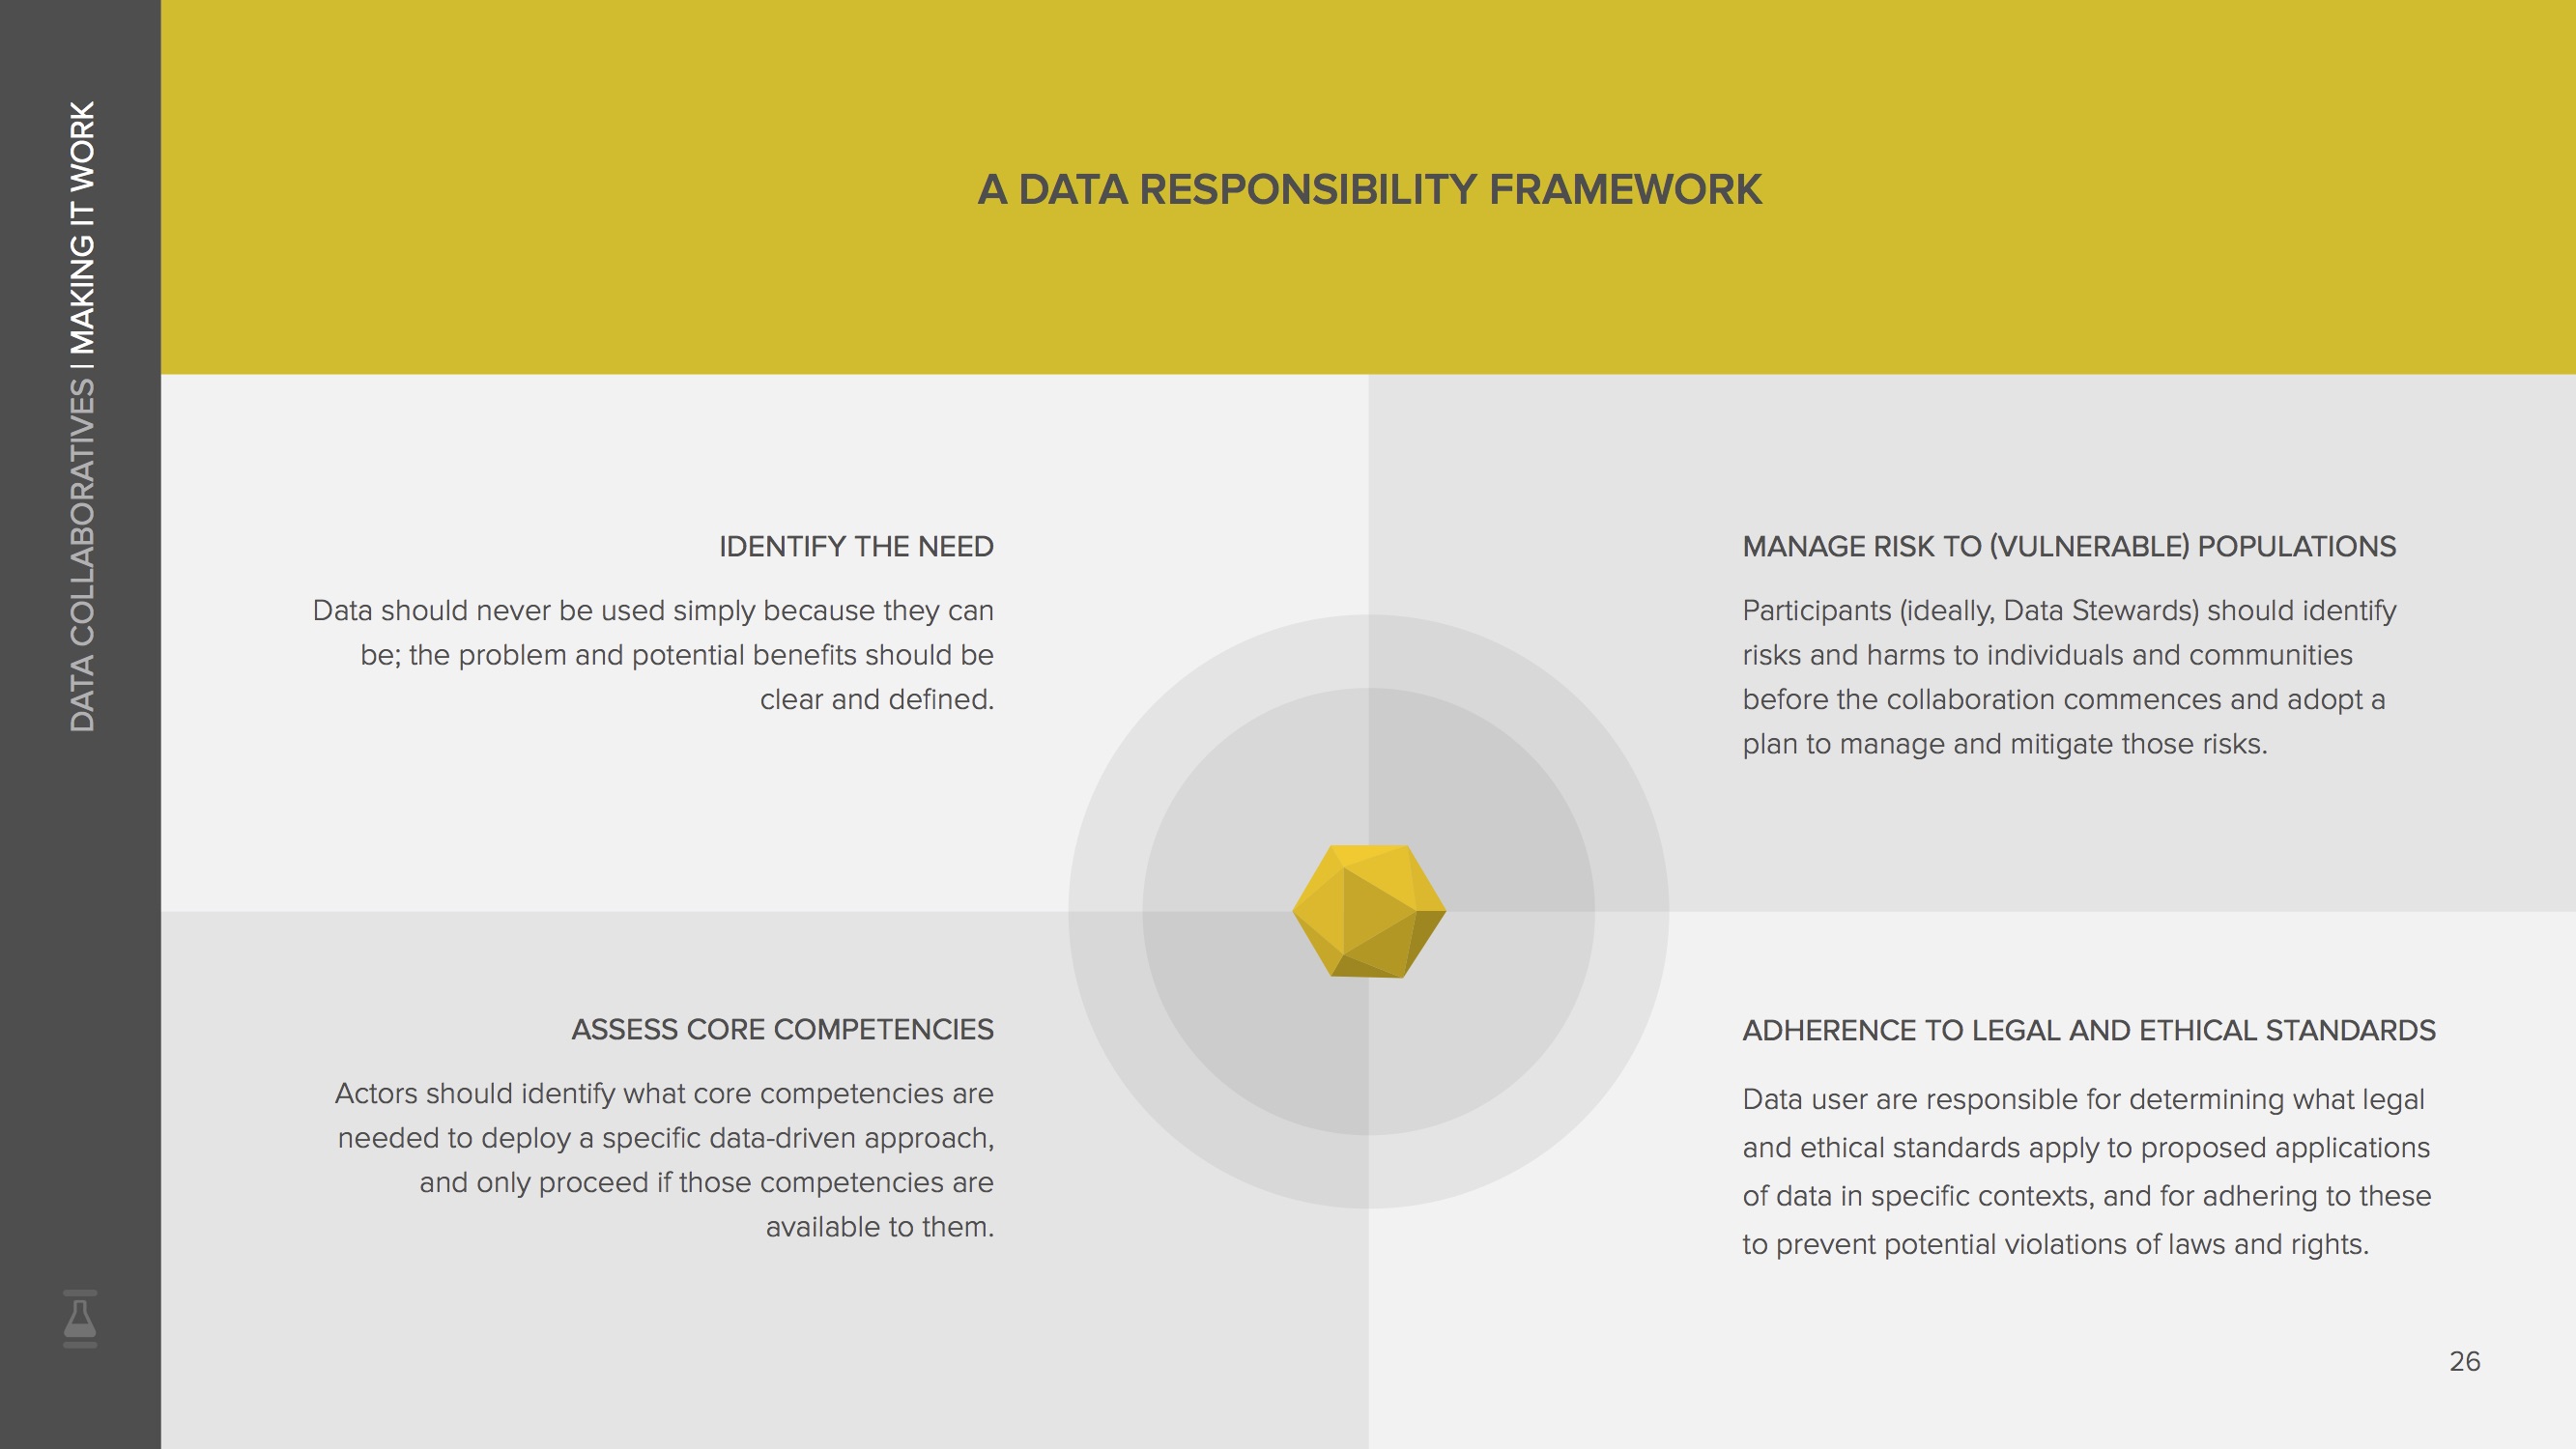 DATA COLLABORATIVES | MAKING IT WORK
A DATA RESPONSIBILITY FRAMEWORK
IDENTIFY THE NEED
Data should never be used simply because they can
be; the problem and potential benefits should be
clear and defined.
MANAGE RISK TO (VULNERABLE) POPULATIONS
Participants (ideally, Data Stewards) should identify
risks and harms to individuals and communities
before the collaboration commences and adopt a
plan to manage and mitigate those risks.
ASSESS CORE COMPETENCIES
Actors should identify what core competencies are
needed to deploy a specific data-driven approach,
and only proceed if those competencies are
available to them.
ADHERENCE TO LEGAL AND ETHICAL STANDARDS
Data user are responsible for determining what legal
and ethical standards apply to proposed applications
of data in specific contexts, and for adhering to these
to prevent potential violations of laws and rights.
26